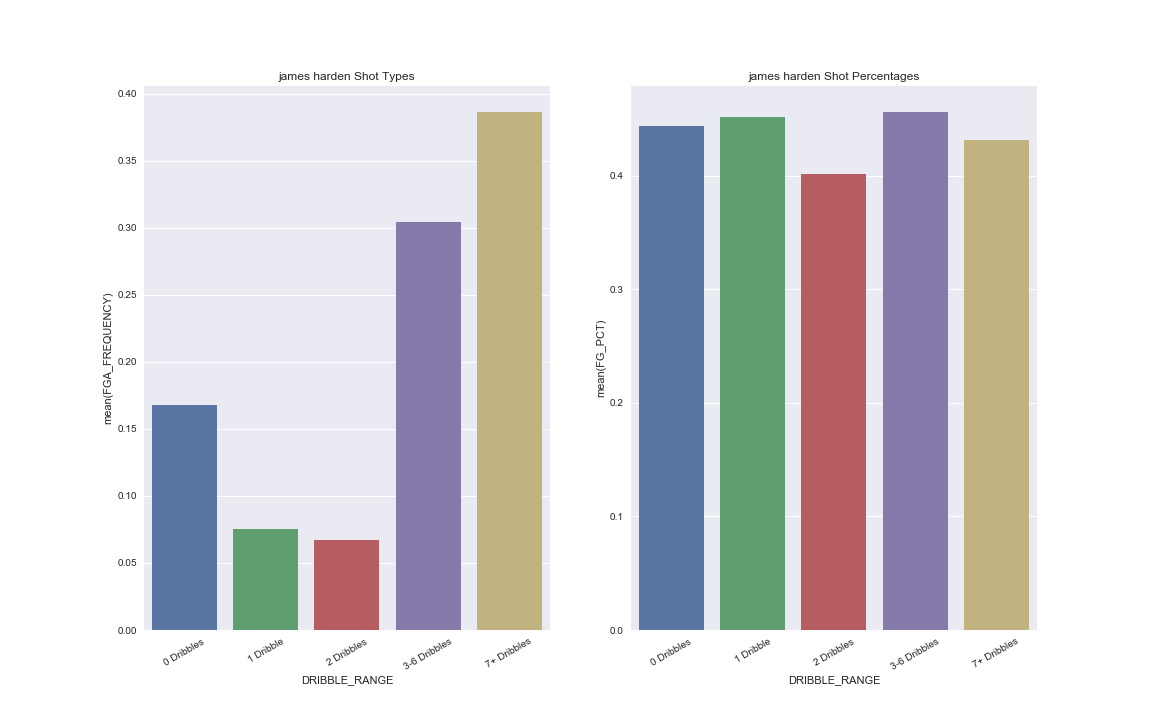 james harden Shot Types
0.40
0.35
0.30
0.25
0.20
0.15
0.10
0.05
0.00
mean(FGA_FREQUENCY)
0 Dribbles
1 Dribble
2 Dribbles
3-6 Dribbles
7+ Dribbles
DRIBBLE_RANGE
james harden Shot Percentages
0.4
0.3
0.2
0.1
0.0
mean(FG_PCT)
0 Dribbles
1 Dribble
2 Dribbles
3-6 Dribbles
7+ Dribbles
DRIBBLE_RANGE